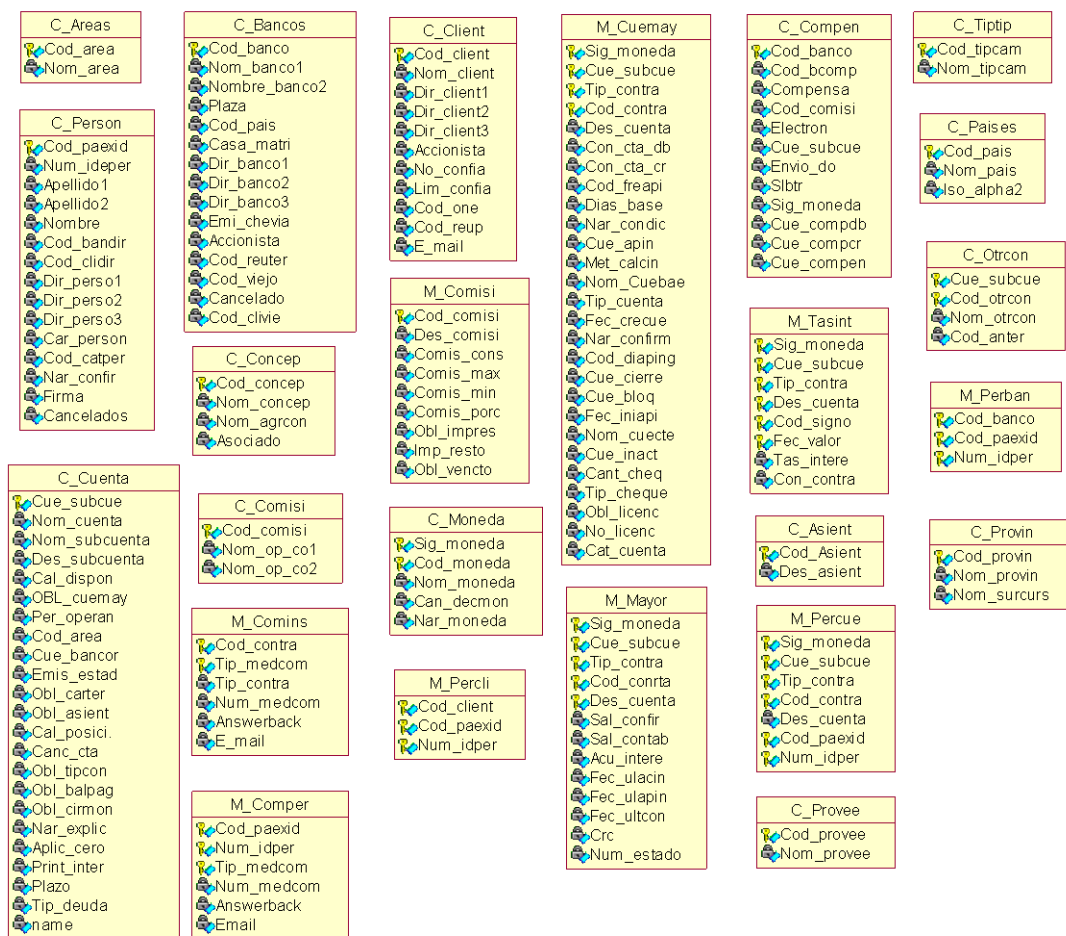 C_Areas
Cod_area
Nom_area
C_Person
Cod_paexid
Num_ideper
Apellido1
Apellido2
Nombre
Cod_bandir
Cod_clidir
Dir_perso1
Dir_perso2
Dir_perso3
Car_person
Cod_catper
Nar_confir
Firma
Cancelados
C_Cuenta
Cue_subcue
Nom_cuenta
Nom_subcuenta
Des_subcuenta
Cal_dispon
OBL_cuemay
Per_operan
Cod_area
Cue_bancor
Emis_estad
Obl_carter
Obl_asient
Cal_posici.
Canc_cta
Obl_tipcon
Obl_balpag
Obl_cirmon
Nar_explic
Aplic_cero
Print_inter
Plazo
Tip_deuda
name
C_Bancos
Cod_banco
Nom_banco1
Nombre_banco2
Plaza
Cod_pais
Casa_matri
Dir_banco1
Dir_banco2
Dir_banco3
Emi_chevia
Accionista
Cod_reuter
Cod_viejo
Cancelado
Cod_clivie
C_Concep
Cod_concep
Nom_concep
Nom_agrcon
Asociado
C_Comisi
Cod_comisi
Nom_op_co1
Nom_op_co2
M_Comins
Cod_contra
Tip_medcom
Tip_contra
Num_medcom
Answerback
E_mail
M_Comper
Cod_paexid
Num_idper
Tip_medcom
Num_medcom
Answerback
Email
C_Client
Cod_client
Nom_client
Dir_client1
Dir_client2
Dir_client3
Accionista
No_confia
Lim_confia
Cod_one
Cod_reup
E_mail
M_Comisi
Cod_comisi
Des_comisi
Comis_cons
Comis_max
Comis_min
Comis_porc
Obl_impres
Imp_resto
Obl_vencto
C_Moneda
Sig_moneda
Cod_moneda
Nom_moneda
Can_decmon
Nar_moneda
M_Percli
Cod_client
Cod_paexid
Num_idper
M_Cuemay
Sig_moneda
Cue_subcue
Tip_contra
Cod_contra
Des_cuenta
Con_cta_db
Con_cta_cr
Cod_freapi
Dias_base
Nar_condic
Cue_apin
Met_calcin
Nom_Cuebae
Tip_cuenta
Fec_crecue
Nar_confirm
Cod_diaping
Cue_cierre
Cue_bloq
Fec_iniapi
Nom_cuecte
Cue_inact
Cant_cheq
Tip_cheque
Obl_licenc
No_licenc
Cat_cuenta
M_Mayor
Sig_moneda
Cue_subcue
Tip_contra
Cod_conrta
Des_cuenta
Sal_confir
Sal_contab
Acu_intere
Fec_ulacin
Fec_ulapin
Fec_ultcon
Crc
Num_estado
C_Compen
Cod_banco
Cod_bcomp
Compensa
Cod_comisi
Electron
Cue_subcue
Envio_do
Slbtr
Sig_moneda
Cue_compdb
Cue_compcr
Cue_compen
M_Tasint
Sig_moneda
Cue_subcue
Tip_contra
Des_cuenta
Cod_signo
Fec_valor
Tas_intere
Con_contra
C_Asient
Cod_Asient
Des_asient
M_Percue
Sig_moneda
Cue_subcue
Tip_contra
Cod_contra
Des_cuenta
Cod_paexid
Num_idper
C_Provee
Cod_provee
Nom_provee
C_Tiptip
Cod_tipcam
Nom_tipcam
C_Paises
Cod_pais
Nom_pais
Iso_alpha2
C_Otrcon
Cue_subcue
Cod_otrcon
Nom_otrcon
Cod_anter
M_Perban
Cod_banco
Cod_paexid
Num_idper
C_Provin
Cod_provin
Nom_provin
Nom_surcurs